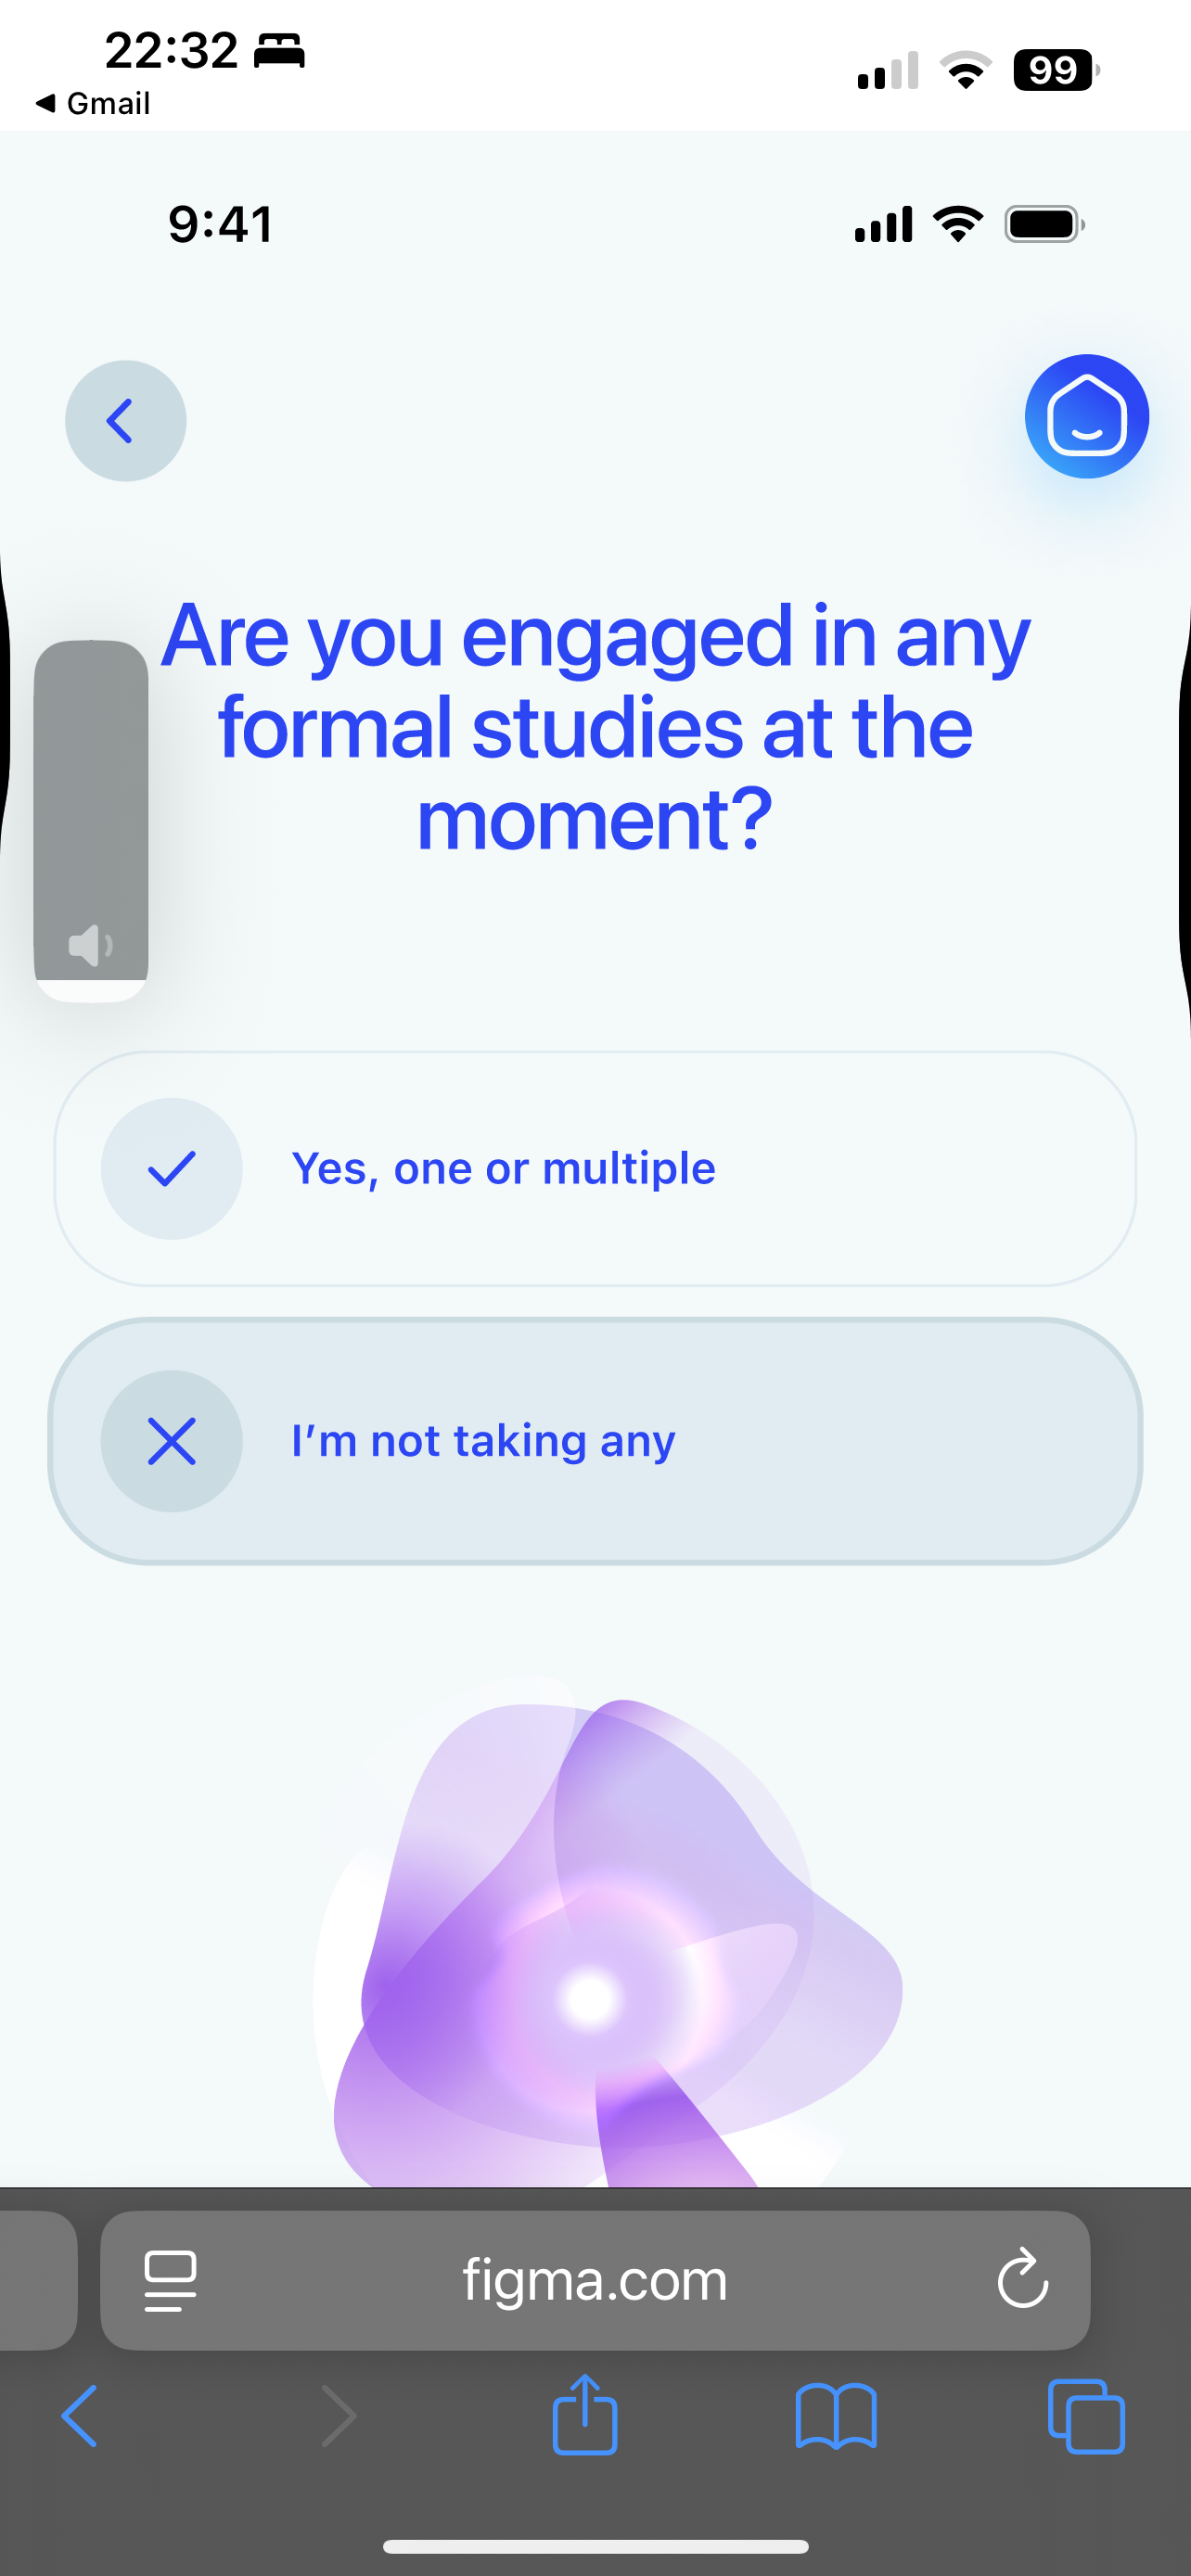 22:32
99
Gmail
9:41
Are you engaged in any
formal studies at the
moment?
Yes, one or multiple
I’m not taking any
figma.com